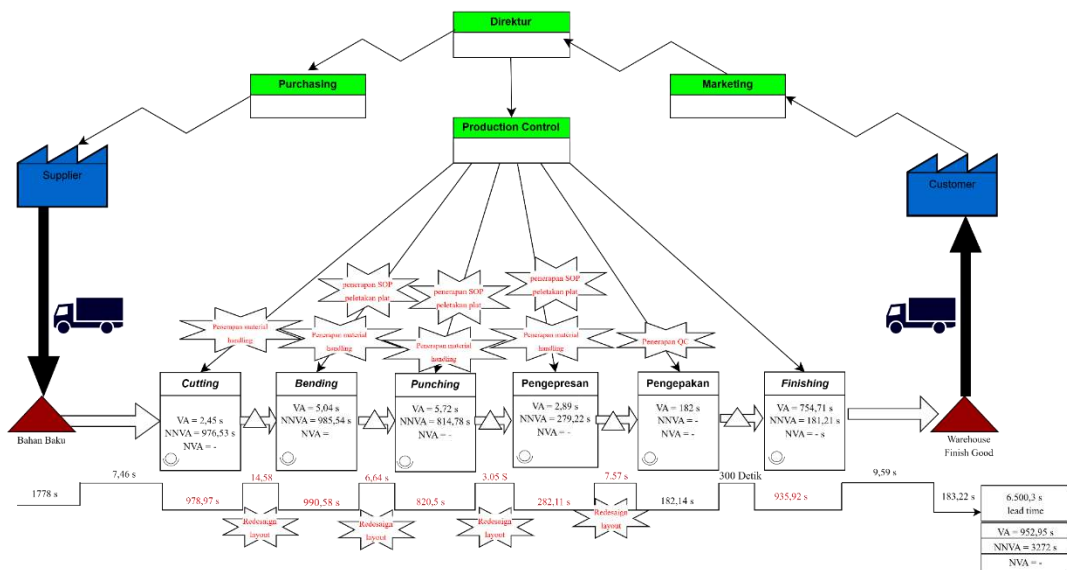 Direktur
Purchasing
Marketing
Production Control
Supplier
Customer
penerapan SOP
peletakan plat
penerapan SOP
peletakan plat
penerapan SOP
peletakan plat
Penerapan material
handling
Penerapan material
handling
Penerapan material
handling
Penerapan material
handling
Penerapan QC
Cutting
VA = 2,45 s
NNVA = 976,53 s
NVA = -
Bending
VA = 5,04 s
NNVA = 985,54 s
NVA =
Punching
VA = 5,72 s
NNVA = 814,78 s
NVA = -
Pengepresan
VA = 2,89 s
NNVA = 279,22 s
NVA = -
Pengepakan
VA = 182 s
NNVA = -
NVA = -
Finishing
VA = 754,71 s
NNVA = 181,21 s
NVA = - s
Bahan Baku
Warehouse
Finish Good
1778 s
7,46 s
978,97 s
14,58
990,58 s
6,64 s
820,5 s
3.05 S
282,11 s
7.57 s
182,14 s
300 Detik
935,92 s
9,59 s
183,22 s
Redesaign
layout
Redesaign
layout
Redesaign
layout
Redesaign
layout
6.500,3 s
lead time
VA = 952,95 s
NNVA = 3272 s
NVA = -